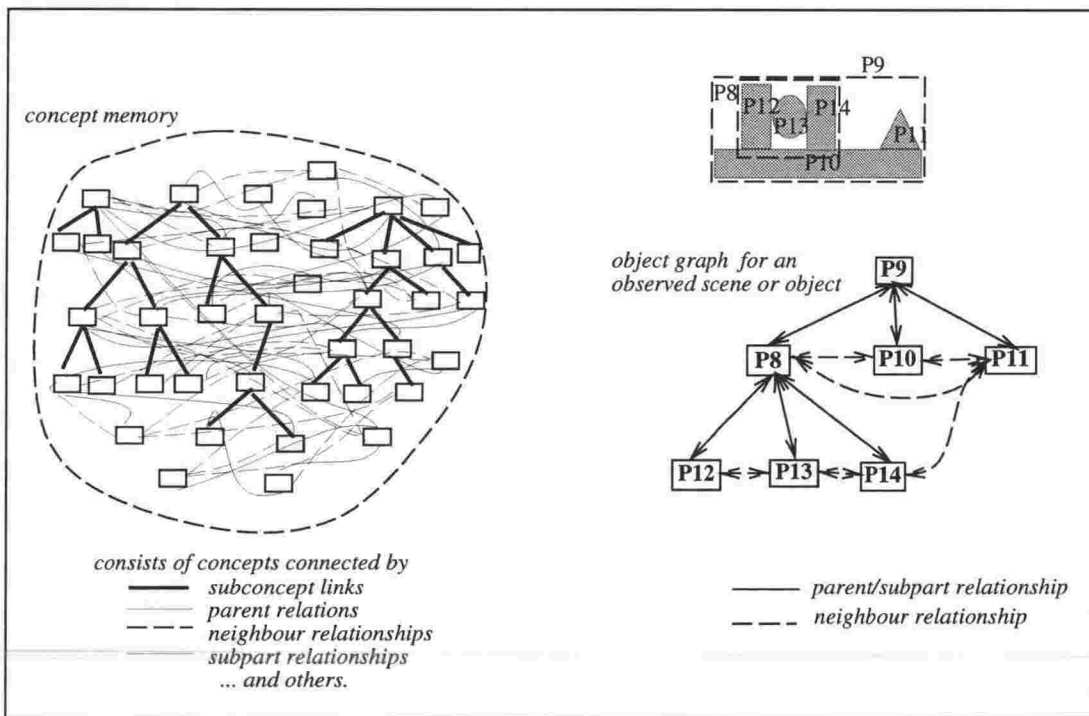 concept memory
consists of concepts connected by
subconcept links
parent relations
neighbour relationships
subpart relationships
... and others.
P9
P8
P12
P14
P13
P11
P10
object graph for an
observed scene or object
P9
P8
P10
P11
P12
P13
P14
parent/subpart relationship
neighbour relationship